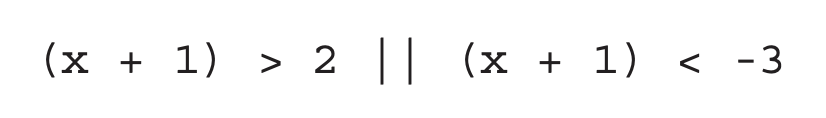 (x + 1) > 2 || (x + 1) < -3